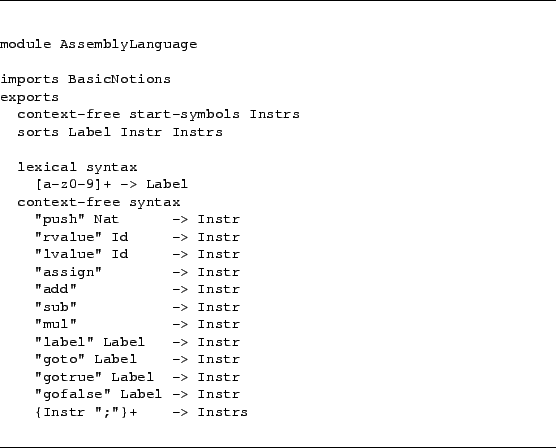 module AssemblyLanguage
imports BasicNotions
exports
  context-free start-symbols Instrs
  sorts Label Instr Instrs
  lexical syntax
    [a-z0-9]+ -> Label
  context-free syntax
    "push" Nat      -> Instr
    "rvalue" Id     -> Instr
    "lvalue" Id     -> Instr
    "assign"        -> Instr
    "add"           -> Instr
    "sub"           -> Instr
    "mul"           -> Instr
    "label" Label   -> Instr
    "goto" Label    -> Instr
    "gotrue" Label  -> Instr
    "gofalse" Label -> Instr
    {Instr ";"}+    -> Instrs